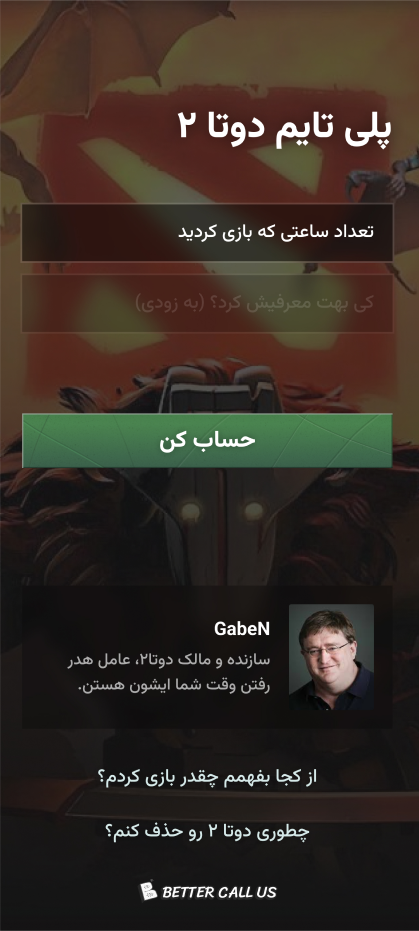 پلی تایم دوتا ۲
تعداد ساعتی که بازی کردید
کی بهت معرفیش کرد؟ (به زودی)
حساب کن
GabeN
سازنده و مالک دوتا۲، عامل هدر
رفتن وقت شما ایشون هستن.
از کجا بفهمم چقدر بازی کردم؟
چطوری دوتا ۲ رو حذف کنم؟
BETTER CALL US